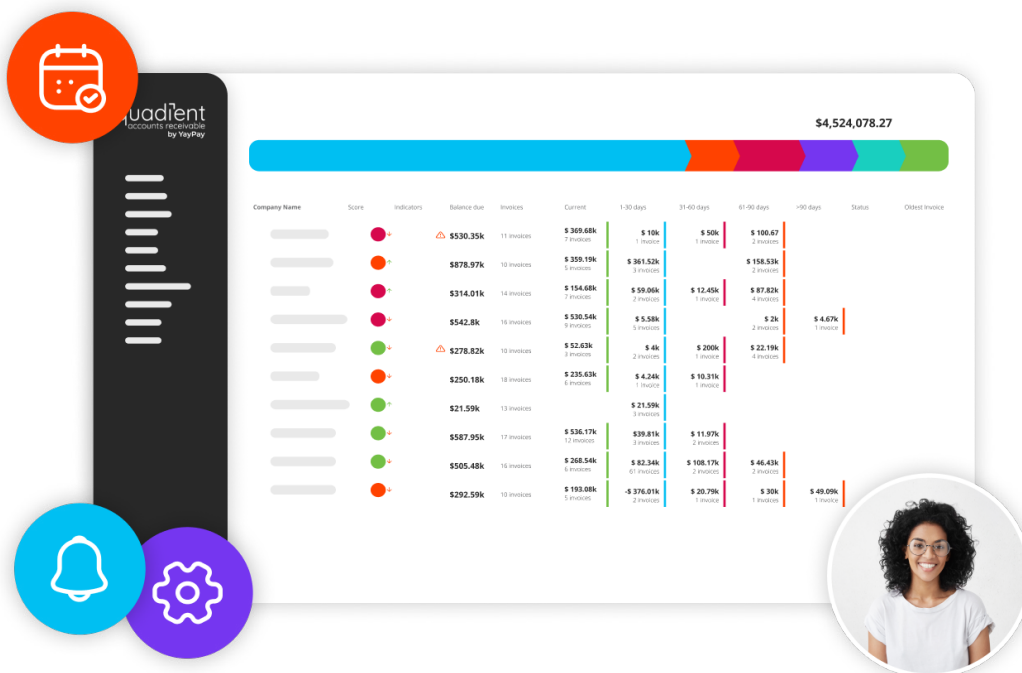 quadient
accounts receivable
by YayPay
$4,524,078.27
Company Name Score Indicators Balance due Invoices Current 1-30 days 31-60 days 61-90 days >90 days Status Oldest Invoice
$530.35k 11 invoices $ 369.68k $ 10k $ 50k $ 100.67
7 invoices 1 invoice 1 invoice 2 invoices
$878.97k 10 invoices $ 359.19k $ 361.52k $ 158.53k
5 invoices 3 invoices 2 invoices
$314.01k 14 invoices $ 154.68k $ 59.06k $ 12.45k $ 87.82k
7 invoices 2 invoices 1 invoice 4 invoices
$542.8k 16 invoices $ 530.54k $ 5.58k $ 2k $ 4.67k
9 invoices 5 invoices 2 invoices 1 invoice
$278.82k 10 invoices $ 52.63k $ 4k $ 200k $ 22.19k
3 invoices 2 invoices 1 invoice 4 invoices
$250.18k 18 invoices $ 235.63k $ 4.24k $ 10.31k
6 invoices 1 invoice 1 invoice
$21.59k 13 invoices $ 21.59k
3 invoices
$587.95k 17 invoices $ 536.17k $39.81k $ 11.97k
12 invoices 3 invoices 2 invoices
$505.48k 16 invoices $ 268.54k $ 82.34k $ 108.17k $ 46.43k
6 invoices 61 invoices 2 invoices 2 invoices
$292.59k 10 invoices $ 193.08k -$ 376.01k $ 20.79k $ 30k $ 49.09k
5 invoices 2 invoices 1 invoice 1 invoices 1 invoice